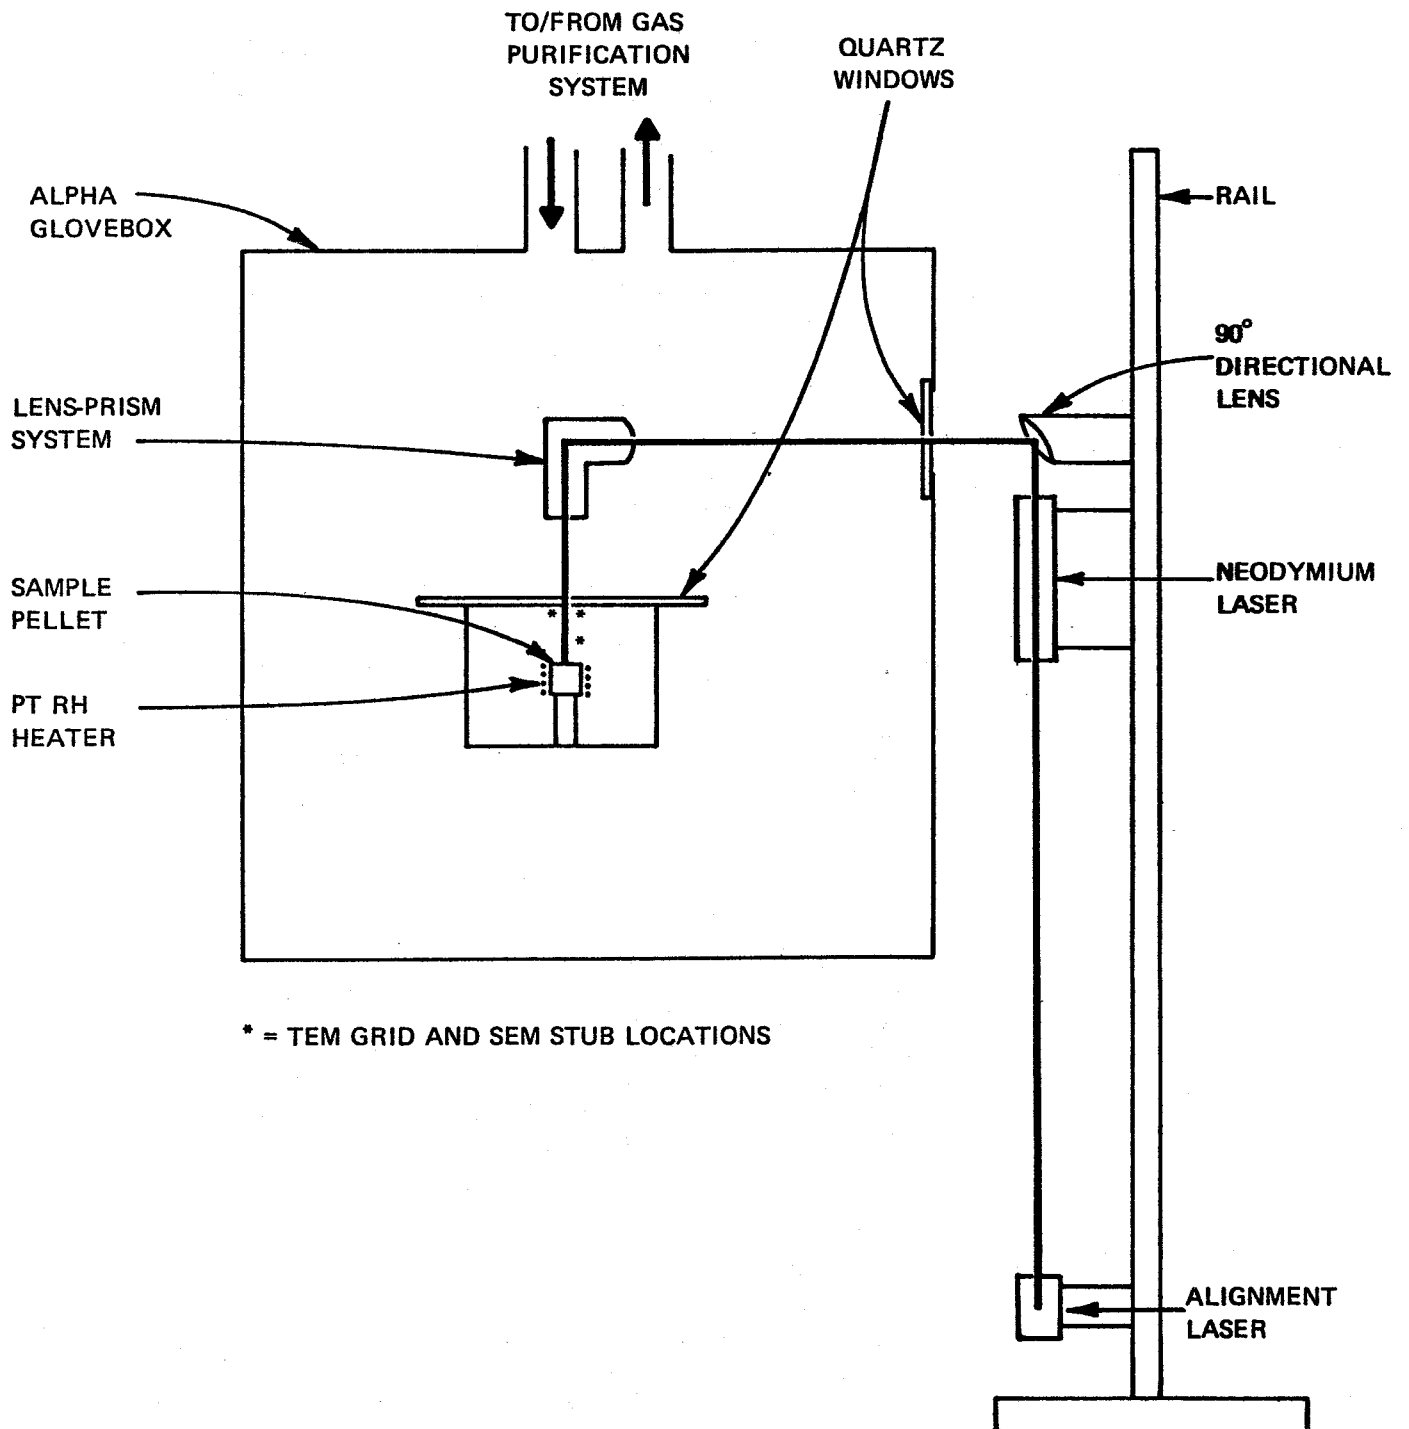 TO/FROM GAS
PURIFICATION
SYSTEM
QUARTZ
WINDOWS
ALPHA
GLOVEBOX
RAIL
90°
DIRECTIONAL
LENS
LENS-PRISM
SYSTEM
NEODYMIUM
LASER
SAMPLE
PELLET
* *
*
PT RH
HEATER
* = TEM GRID AND SEM STUB LOCATIONS
ALIGNMENT
LASER